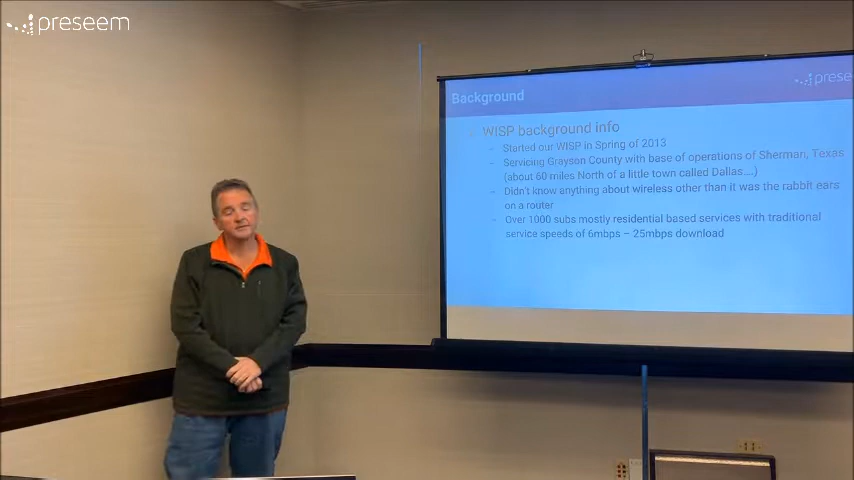 preseem
Background
prese
WISP background info
– Started our WISP in Spring of 2013
– Servicing Grayson County with base of operations of Sherman, Texas
(about 60 miles North of a little town called Dallas....)
– Didn't know anything about wireless other than it was the rabbit ears
on a router
– Over 1000 subs mostly residential based services with traditional
service speeds of 6mbps – 25mbps download